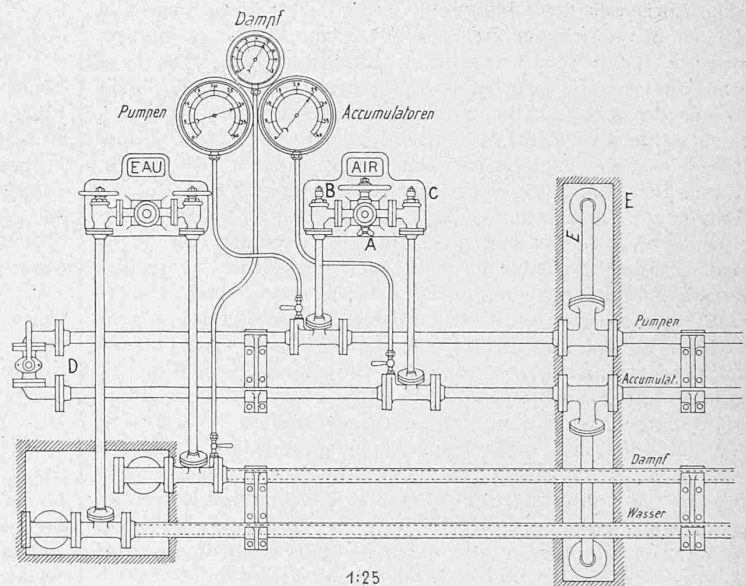 Dampf
Pumpen
Accumulatoren
EAU
AIR
B
C
A
E
E
D
Pumpen
Accumulat.
Dampf
Wasser
1:25